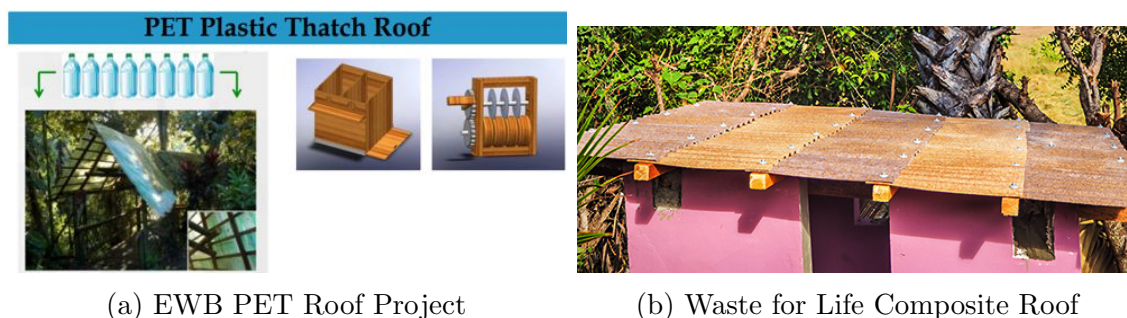 PET Plastic Thatch Roof
(a) EWB PET Roof Project
(b) Waste for Life Composite Roof